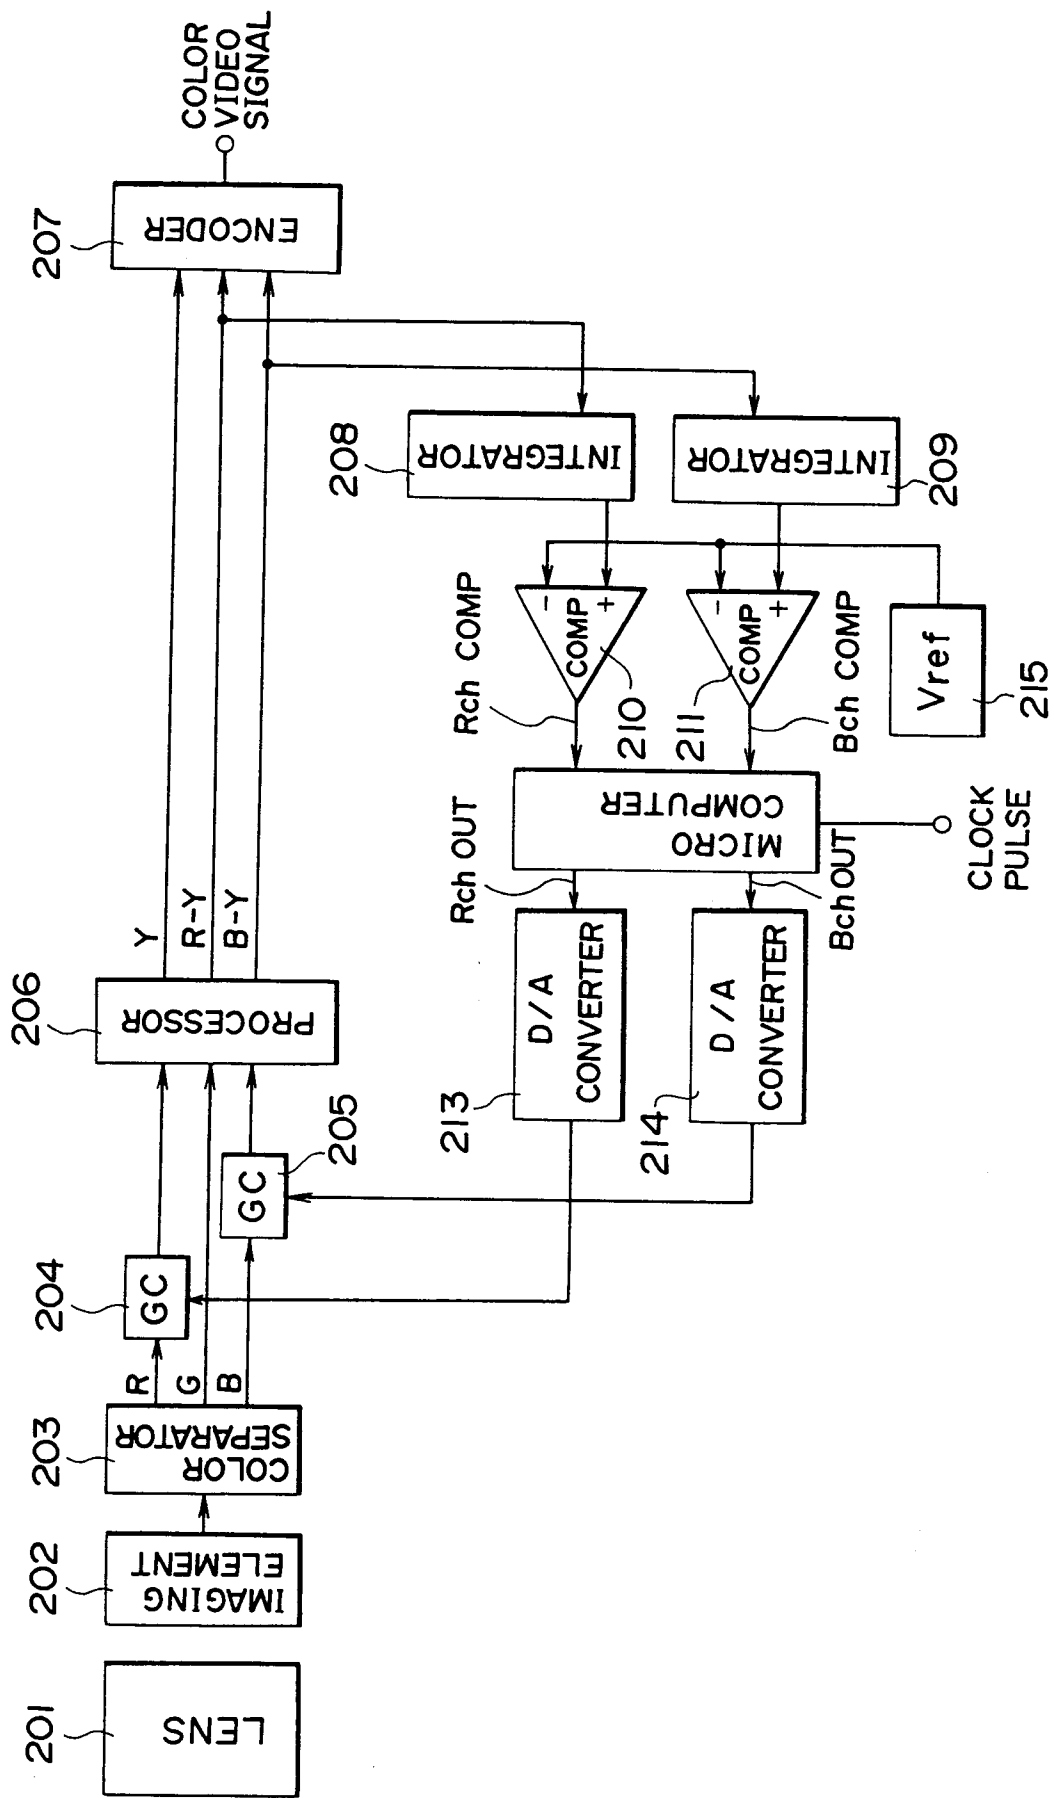 201
LENS
202
IMAGING
ELEMENT
203
COLOR
SEPARATOR
R
G
B
204
GC
205
GC
206
PROCESSOR
Y
R-Y
B-Y
207
ENCODER
COLOR
VIDEO
SIGNAL
208
INTEGRATOR
209
INTEGRATOR
Rch COMP
COMP
-
+
210
211
COMP
-
+
Bch COMP
Vref
215
MICRO
COMPUTER
CLOCK
PULSE
Rch OUT
Bch OUT
213
D/A
CONVERTER
214
D/A
CONVERTER